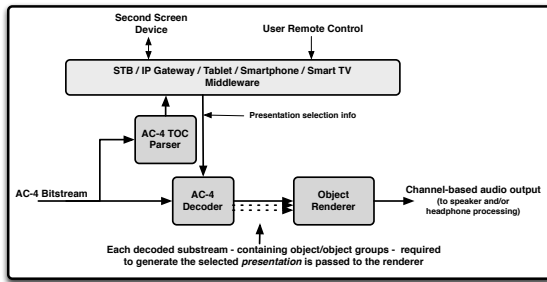 Second Screen
Device
User Remote Control
STB / IP Gateway / Tablet / Smartphone / Smart TV
Middleware
Presentation selection info
AC-4 TOC
Parser
AC-4 Bitstream
AC-4
Decoder
Object
Renderer
Channel-based audio output
(to speaker and/or
headphone processing)
Each decoded substream - containing object/object groups - required
to generate the selected presentation is passed to the renderer